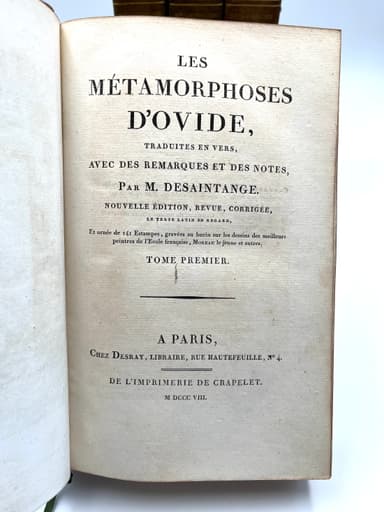 LES
MÉTAMORPHOSES
D'OVIDE,
TRADUITES EN VERS,
AVEC DES REMARQUES ET DES NOTES,
PAR M. DESAINTANGE.
NOUVELLE ÉDITION, REVUE, CORRIGÉE,
LE TEXTE LATIN EN REGARD,
Et ornée de 141 Estampes, gravées au burin sur les dessins des meilleurs
peintres de l'Ecole française, MOREAU le jeune et autres.
TOME PREMIER.
A PARIS,
CHEZ DESRAY, LIBRAIRE, RUE HAUTEFEUILLE, Nº 4.
DE L'IMPRIMERIE DE CRAPELET.
M DCCC VIII.